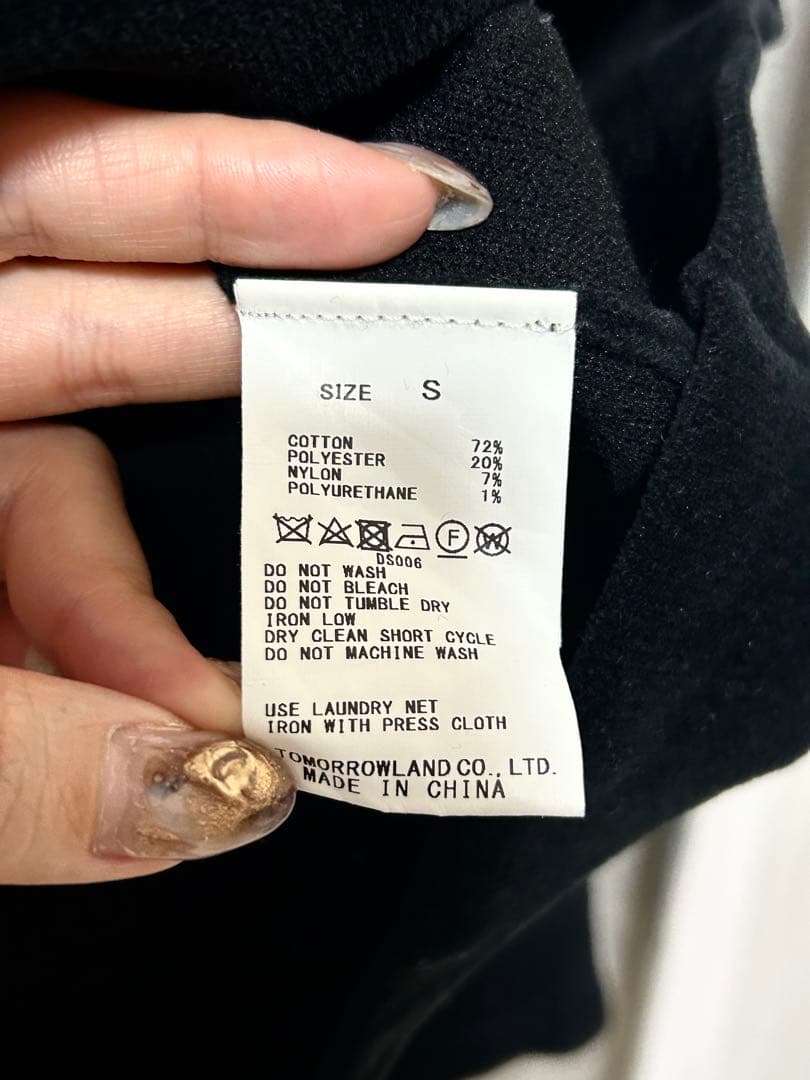 SIZE S
COTTON 72%
POLYESTER 20%
NYLON 7%
POLYURETHANE 1%
F W
DS006
DO NOT WASH
DO NOT BLEACH
DO NOT TUMBLE DRY
IRON LOW
DRY CLEAN SHORT CYCLE
DO NOT MACHINE WASH
USE LAUNDRY NET
IRON WITH PRESS CLOTH
TOMORROWLAND CO., LTD.
MADE IN CHINA